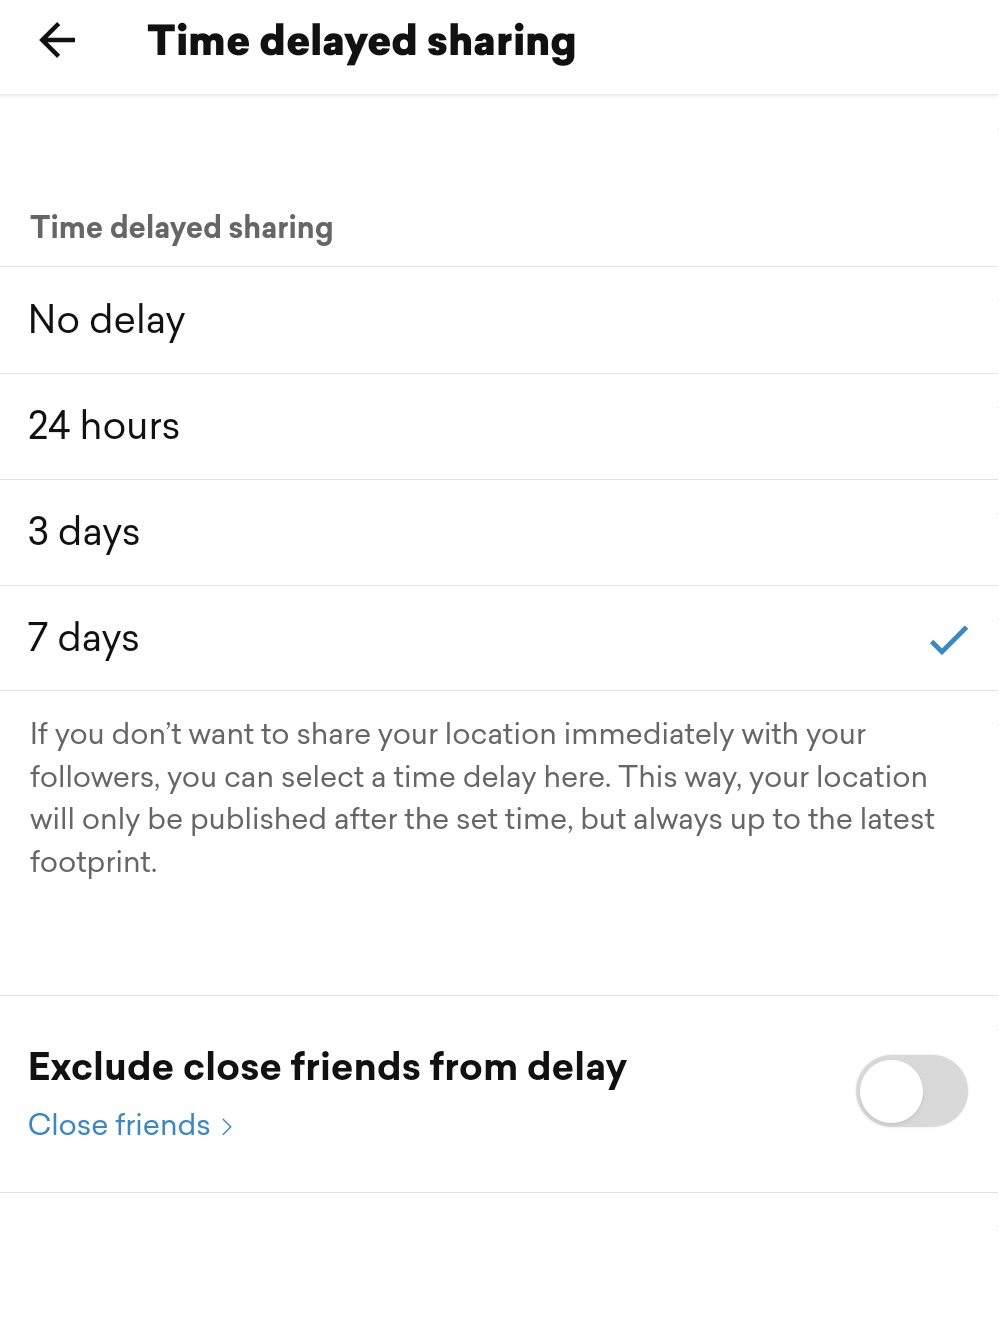 Time delayed sharing
Time delayed sharing
No delay
24 hours
3 days
7 days
If you don’t want to share your location immediately with your
followers, you can select a time delay here. This way, your location
will only be published after the set time, but always up to the latest
footprint.
Exclude close friends from delay
Close friends